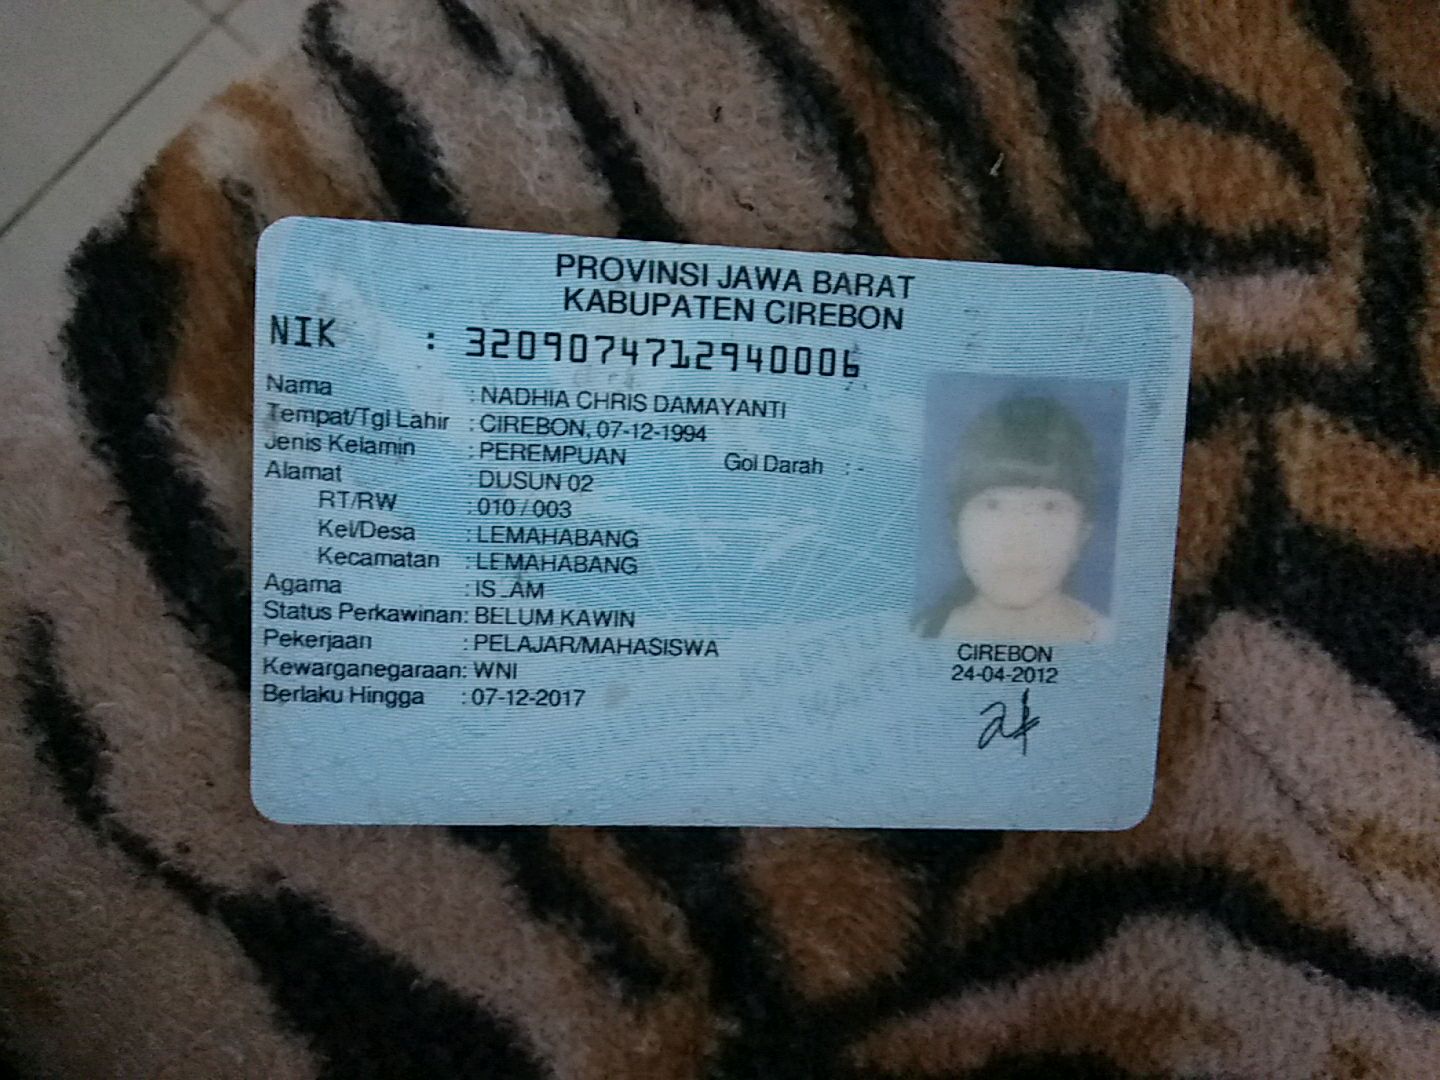 PROVINSI JAWA BARAT
KABUPATEN CIREBON
NIK : 3209074712940006
Nama : NADHIA CHRIS DAMAYANTI
Tempat/Tgl Lahir : CIREBON, 07-12-1994
Jenis Kelamin : PEREMPUAN Gol Darah : -
Alamat : DUSUN 02
RT/RW : 010 / 003
Kel/Desa : LEMAHABANG
Kecamatan : LEMAHABANG
Agama : ISLAM
Status Perkawinan: BELUM KAWIN
Pekerjaan : PELAJAR/MAHASISWA
Kewarganegaraan: WNI
Berlaku Hingga : 07-12-2017
CIREBON
24-04-2012